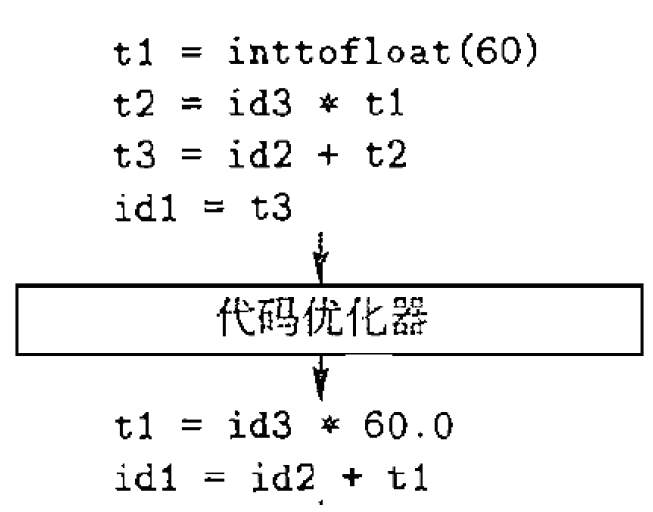 t1 = inttofloat(60)
t2 = id3 * t1
t3 = id2 + t2
id1 = t3
代码优化器
t1 = id3 * 60.0
id1 = id2 + t1